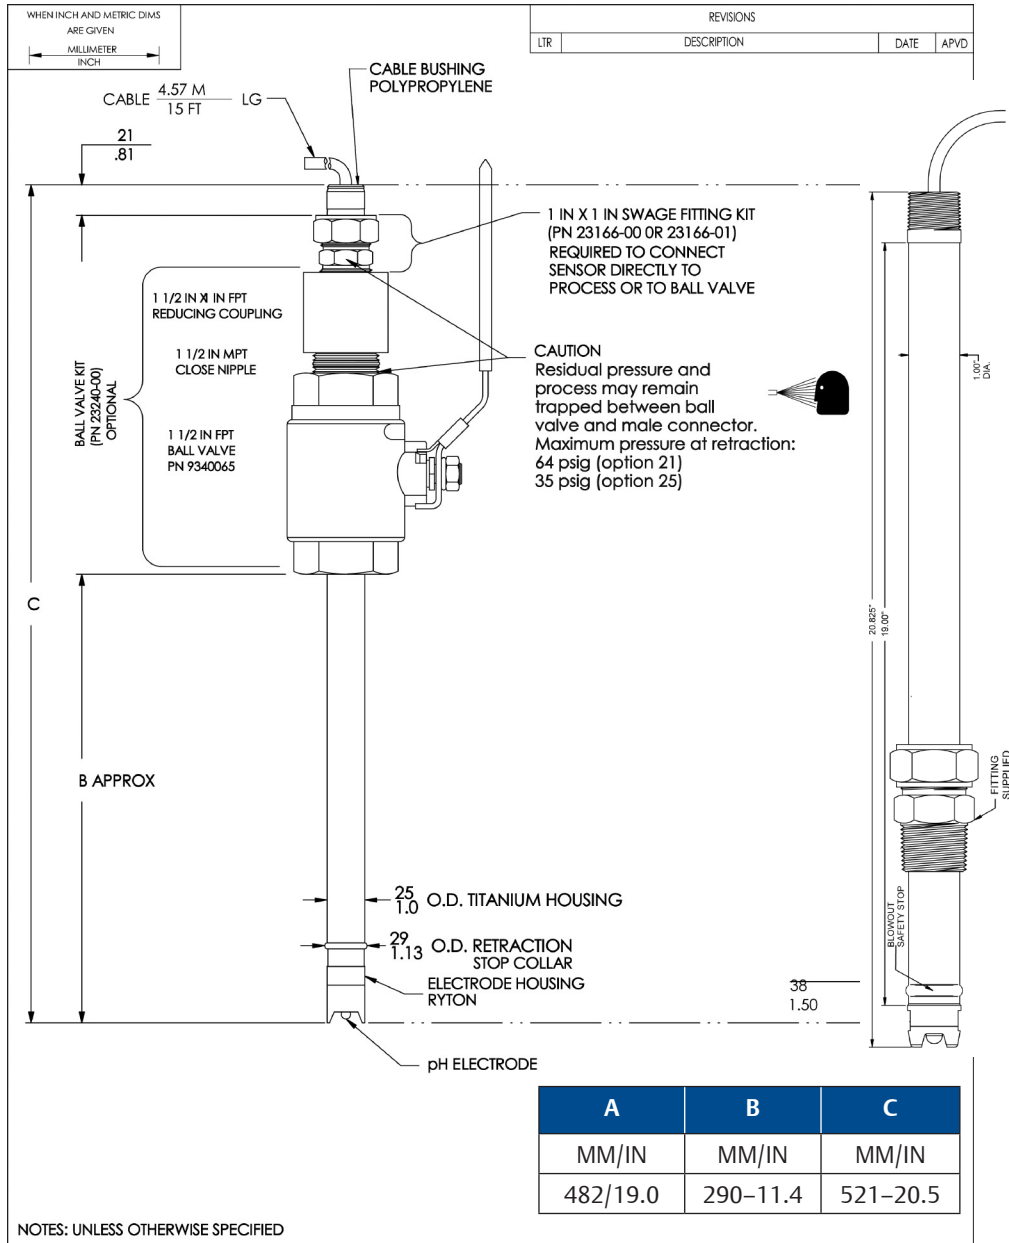 WHEN INCH AND METRIC DIMS
ARE GIVEN
MILLIMETER
INCH
REVISIONS
LTR DESCRIPTION DATE APVD
CABLE BUSHING
POLYPROPYLENE
CABLE 4.57 M LG
15 FT
21
.81
1 IN X 1 IN SWAGE FITTING KIT
(PN 23166-00 0R 23166-01)
REQUIRED TO CONNECT
SENSOR DIRECTLY TO
PROCESS OR TO BALL VALVE
1 1/2 IN X1 IN FPT
REDUCING COUPLING
1 1/2 IN MPT
CLOSE NIPPLE
BALL VALVE KIT
(PN 23240-00)
OPTIONAL
1 1/2 IN FPT
BALL VALVE
PN 9340065
CAUTION
Residual pressure and
process may remain
trapped between ball
valve and male connector.
Maximum pressure at retraction:
64 psig (option 21)
35 psig (option 25)
1.00"
DIA.
C
20.825"
19.00"
B APPROX
FITTING
SUPPLIED
25
1.0
O.D. TITANIUM HOUSING
29
1.13
O.D. RETRACTION
STOP COLLAR
ELECTRODE HOUSING
RYTON
BLOWOUT
SAFETY STOP
38
1.50
pH ELECTRODE
A B C
MM/IN MM/IN MM/IN
482/19.0 290–11.4 521–20.5
NOTES: UNLESS OTHERWISE SPECIFIED